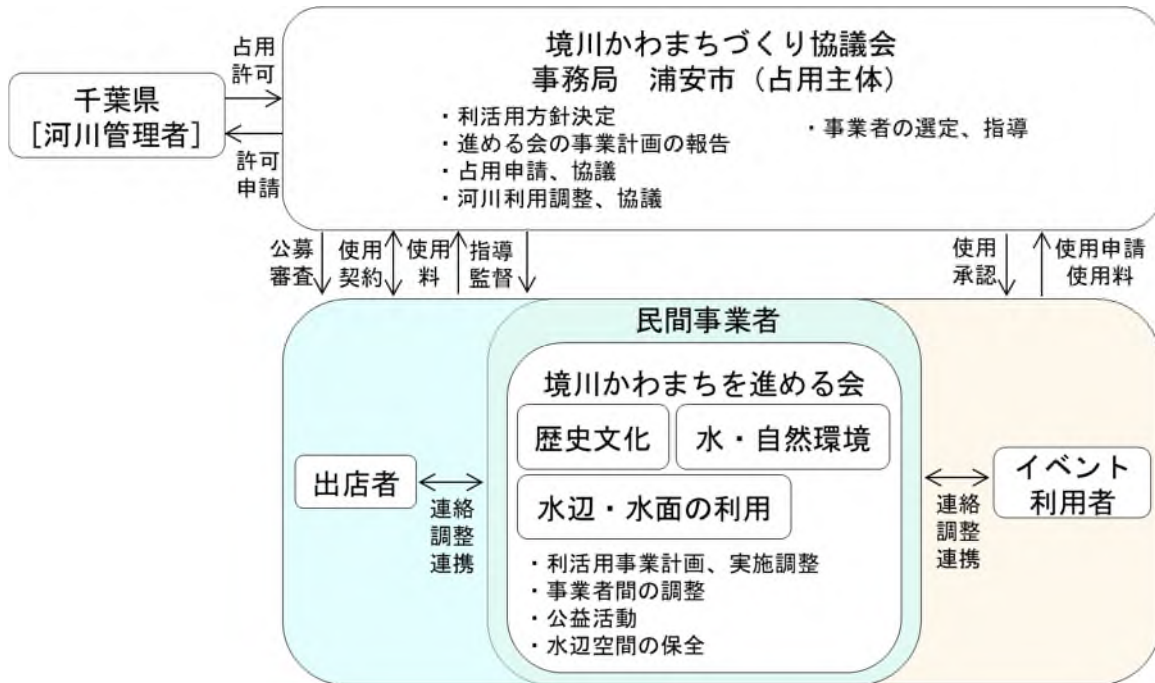 境川かわまちづくり協議会
事務局　浦安市（占用主体）
・利活用方針決定
・進める会の事業計画の報告
・占用申請、協議
・河川利用調整、協議
・事業者の選定、指導
千葉県
［河川管理者］
占用
許可
許可
申請
公募
審査
使用
契約
使用
料
指導
監督
使用
承認
使用申請
使用料
民間事業者
境川かわまちを進める会
歴史文化
水・自然環境
水辺・水面の利用
・利活用事業計画、実施調整
・事業者間の調整
・公益活動
・水辺空間の保全
出店者
連絡
調整
連携
連絡
調整
連携
イベント
利用者